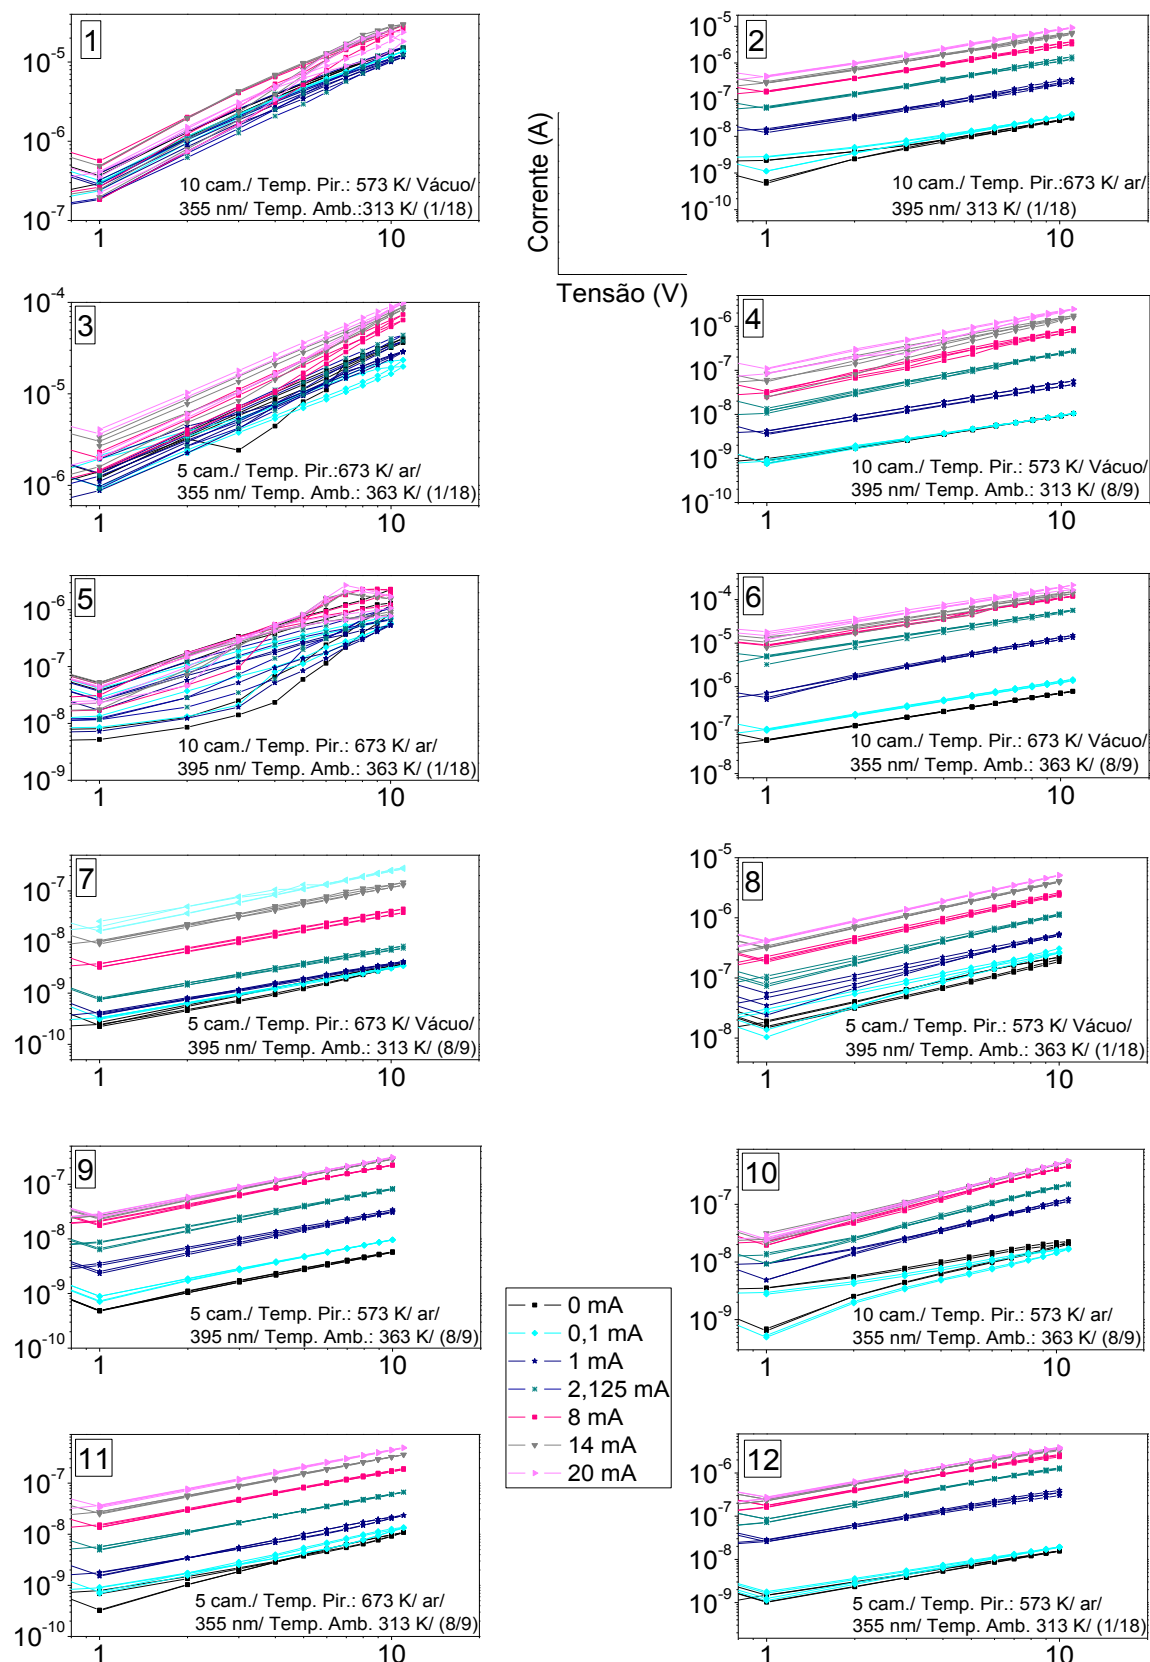 1
10^-5
10^-6
10^-7
10 cam./ Temp. Pir.: 573 K/ Vácuo/
355 nm/ Temp. Amb.:313 K/ (1/18)
1
10
2
10^-5
10^-6
10^-7
10^-8
10^-9
10^-10
10 cam./ Temp. Pir.:673 K/ ar/
395 nm/ 313 K/ (1/18)
1
10
Corrente (A)
Tensão (V)
3
10^-4
10^-5
10^-6
5 cam./ Temp. Pir.:673 K/ ar/
355 nm/ Temp. Amb.: 363 K/ (1/18)
1
10
4
10^-6
10^-7
10^-8
10^-9
10^-10
10 cam./ Temp. Pir.: 573 K/ Vácuo/
395 nm/ Temp. Amb.: 313 K/ (8/9)
1
10
5
10^-6
10^-7
10^-8
10^-9
10 cam./ Temp. Pir.: 673 K/ ar/
395 nm/ Temp. Amb.: 363 K/ (1/18)
1
10
6
10^-4
10^-5
10^-6
10^-7
10^-8
10 cam./ Temp. Pir.: 673 K/ Vácuo/
355 nm/ Temp. Amb.: 363 K/ (8/9)
1
10
7
10^-7
10^-8
10^-9
10^-10
5 cam./ Temp. Pir.: 673 K/ Vácuo/
395 nm/ Temp. Amb.: 313 K/ (8/9)
1
10
8
10^-5
10^-6
10^-7
10^-8
5 cam./ Temp. Pir.: 573 K/ Vácuo/
395 nm/ Temp. Amb.: 363 K/ (1/18)
1
10
9
10^-7
10^-8
10^-9
10^-10
5 cam./ Temp. Pir.: 573 K/ ar/
395 nm/ Temp. Amb.: 363 K/ (8/9)
1
10
10
10^-7
10^-8
10^-9
10 cam./ Temp. Pir.: 573 K/ ar/
355 nm/ Temp. Amb.: 363 K/ (8/9)
1
10
0 mA
0,1 mA
1 mA
2,125 mA
8 mA
14 mA
20 mA
11
10^-7
10^-8
10^-9
10^-10
5 cam./ Temp. Pir.: 673 K/ ar/
355 nm/ Temp. Amb. 313 K/ (8/9)
1
10
12
10^-6
10^-7
10^-8
10^-9
5 cam./ Temp. Pir.: 573 K/ ar/
355 nm/ Temp. Amb. 313 K/ (1/18)
1
10